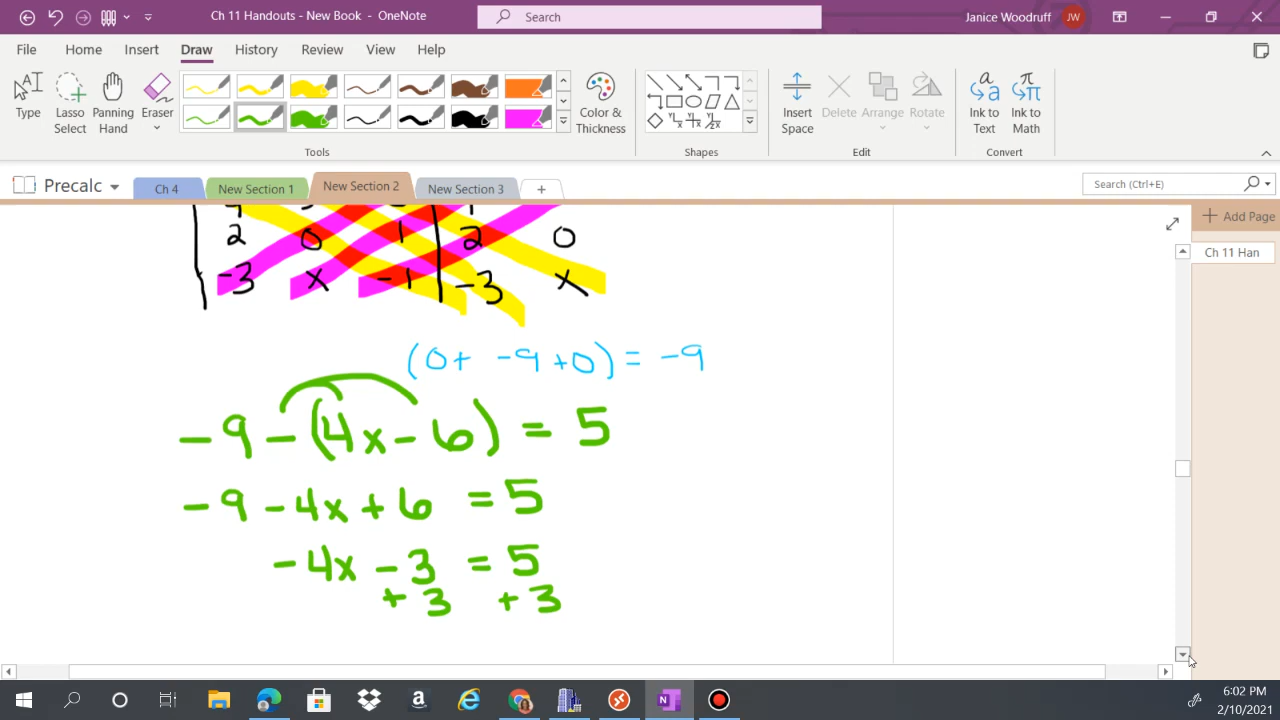 Ch 11 Handouts - New Book - OneNote
Search
Janice Woodruff JW
File Home Insert Draw History Review View Help
Type
Lasso Select
Panning Hand
Eraser
Color & Thickness
Insert Space
Delete
Arrange
Rotate
Ink to Text
Ink to Math
Tools
Shapes
Edit
Convert
Precalc
Ch 4
New Section 1
New Section 2
New Section 3
+
Search (Ctrl+E)
+ Add Page
Ch 11 Han
2 0 1 2 0
-3 x -1 -3 x
(0+ -9 +0) = -9
-9 - (4x - 6) = 5
-9 - 4x + 6 = 5
-4x - 3 = 5
+ 3 + 3
6:02 PM
2/10/2021